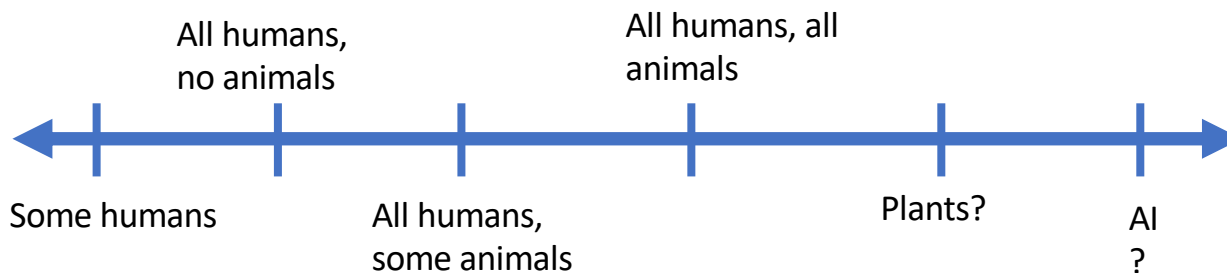 All humans,
no animals
All humans, all
animals
Some humans
All humans,
some animals
Plants?
AI
?